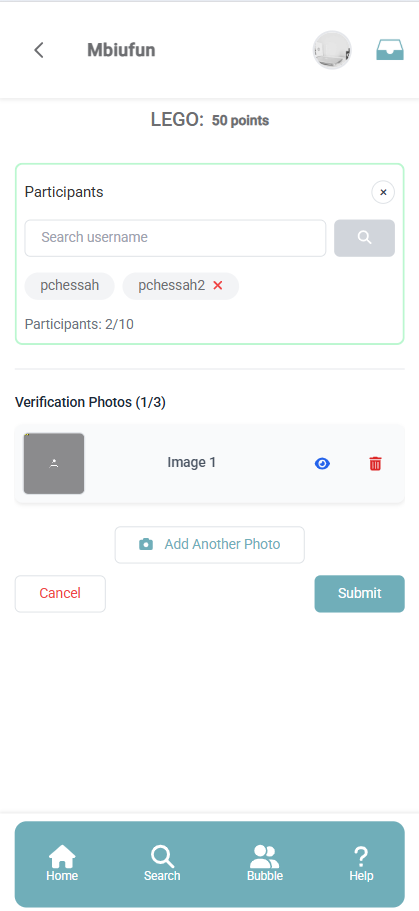 Mbiufun
LEGO: 50 points
Participants
Search username
pchessah pchessah2
Participants: 2/10
Verification Photos (1/3)
Image 1
Add Another Photo
Cancel Submit
Home Search Bubble Help